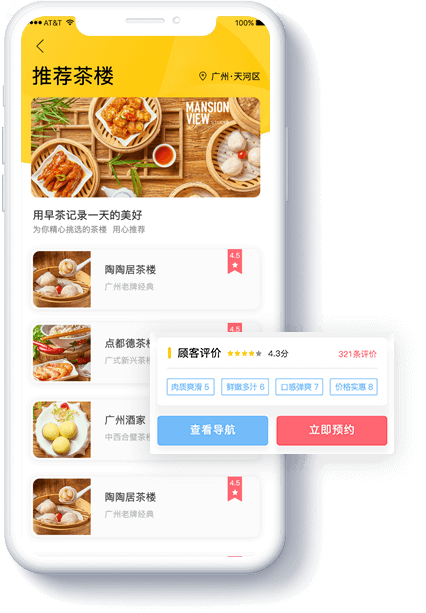 AT&T
100%
推荐茶楼
广州·天河区
MANSION
VIEW
用早茶记录一天的美好
为你精心挑选的茶楼 用心推荐
陶陶居茶楼
广州老牌经典
4.5
点都德茶楼
广式新兴茶
4.5
顾客评价
4.3分
321条评价
肉质爽滑 5
鲜嫩多汁 6
口感弹爽 7
价格实惠 8
查看导航
立即预约
广州酒家
中西合璧茶
陶陶居茶楼
广州老牌经典
4.5